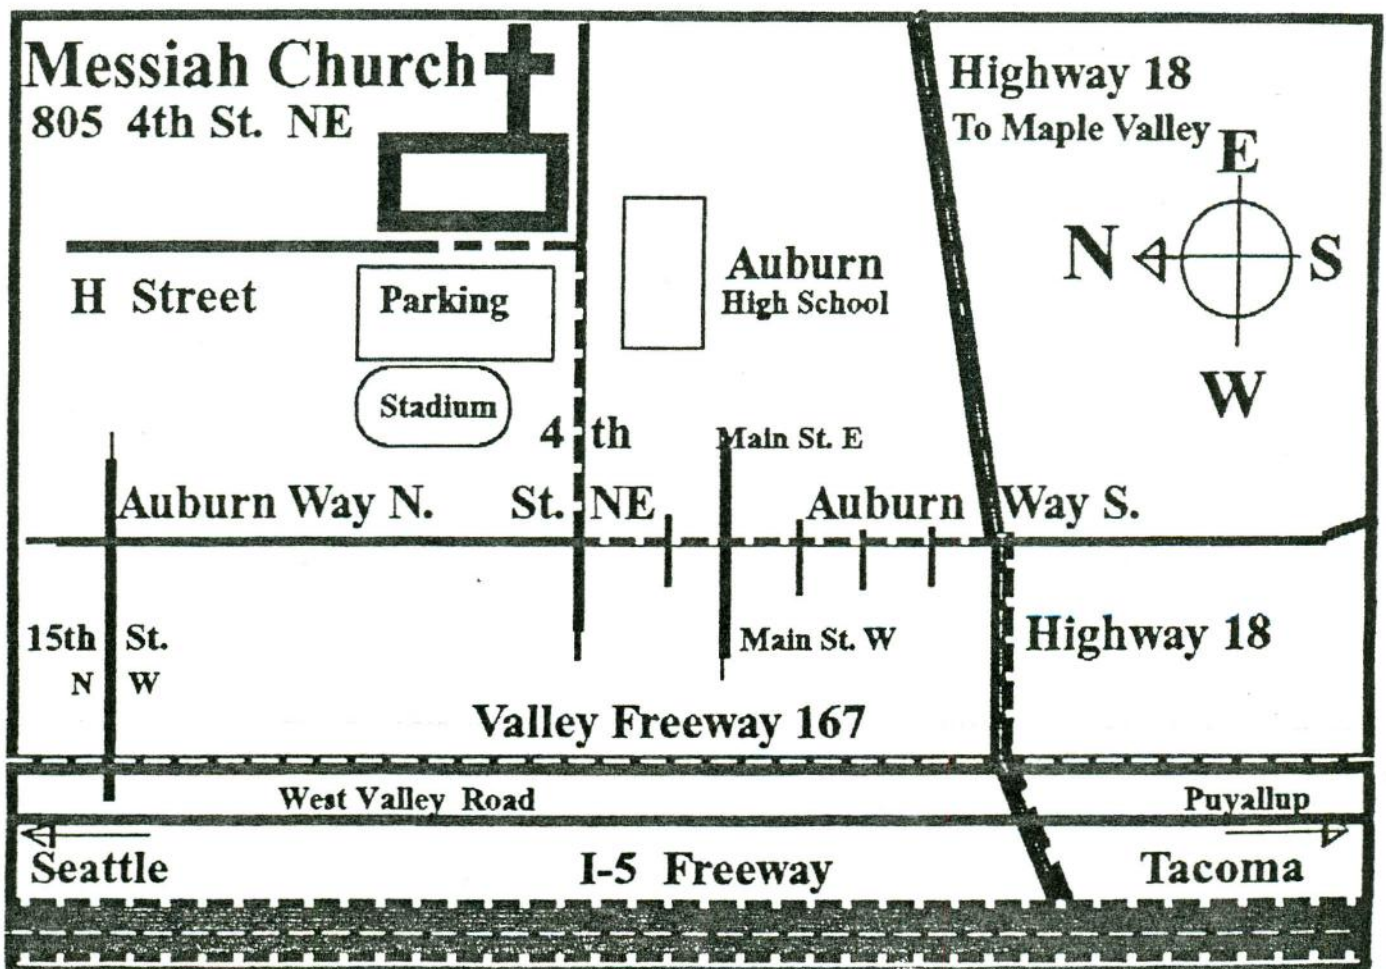 Messiah Church
805 4th St. NE
Highway 18
To Maple Valley
E
N S
W
H Street
Parking
Auburn
High School
Stadium
4 th
St. NE
Main St. E
Auburn Way N.
Auburn Way S.
15th St.
N W
Main St. W
Highway 18
Valley Freeway 167
West Valley Road
Puyallup
Seattle
I-5 Freeway
Tacoma